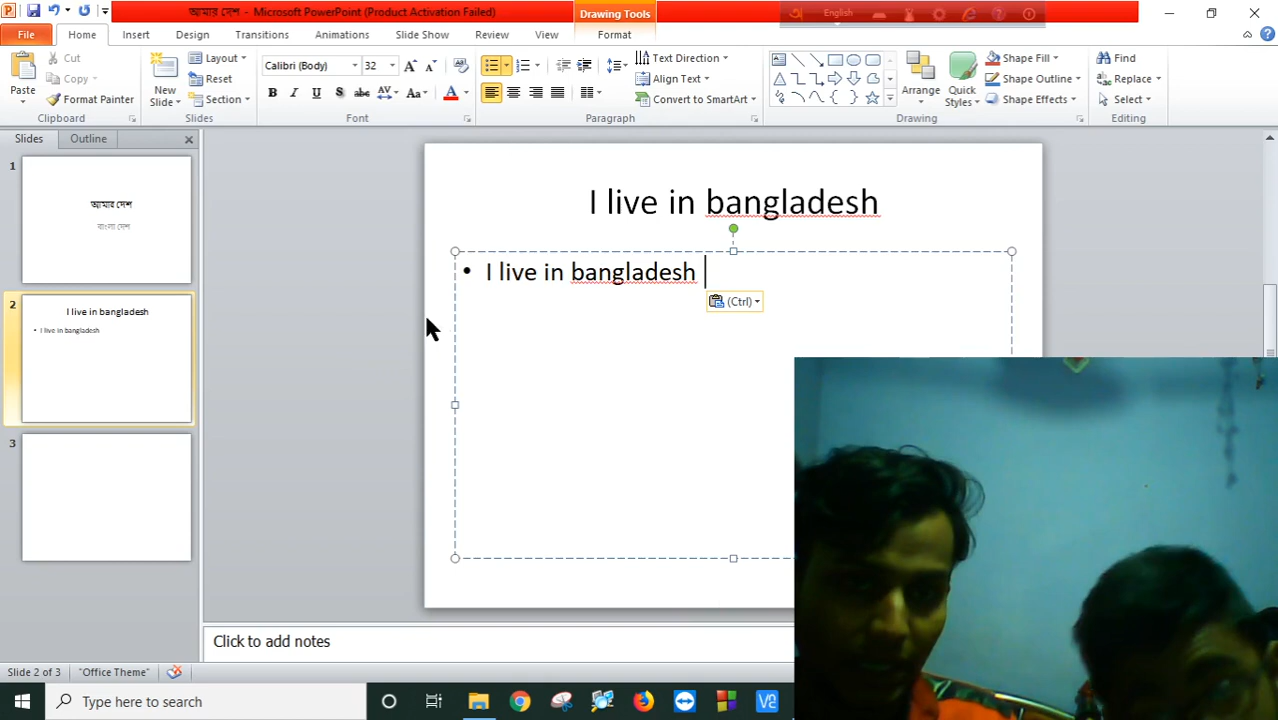 আমার দেশ - Microsoft PowerPoint (Product Activation Failed)
Drawing Tools
English
File Home Insert Design Transitions Animations Slide Show Review View Format
Paste
Cut
Copy
Format Painter
Clipboard
New Slide
Layout
Reset
Section
Slides
Calibri (Body) 32
B I U S abc AV Aa A
Font
Text Direction
Align Text
Convert to SmartArt
Paragraph
Arrange
Quick Styles
Shape Fill
Shape Outline
Shape Effects
Drawing
Find
Replace
Select
Editing
Slides Outline
1
আমার দেশ
বাংলা দেশ
2
I live in bangladesh
• I live in bangladesh
3
I live in bangladesh
• I live in bangladesh
(Ctrl)
Click to add notes
Slide 2 of 3 "Office Theme"
Type here to search